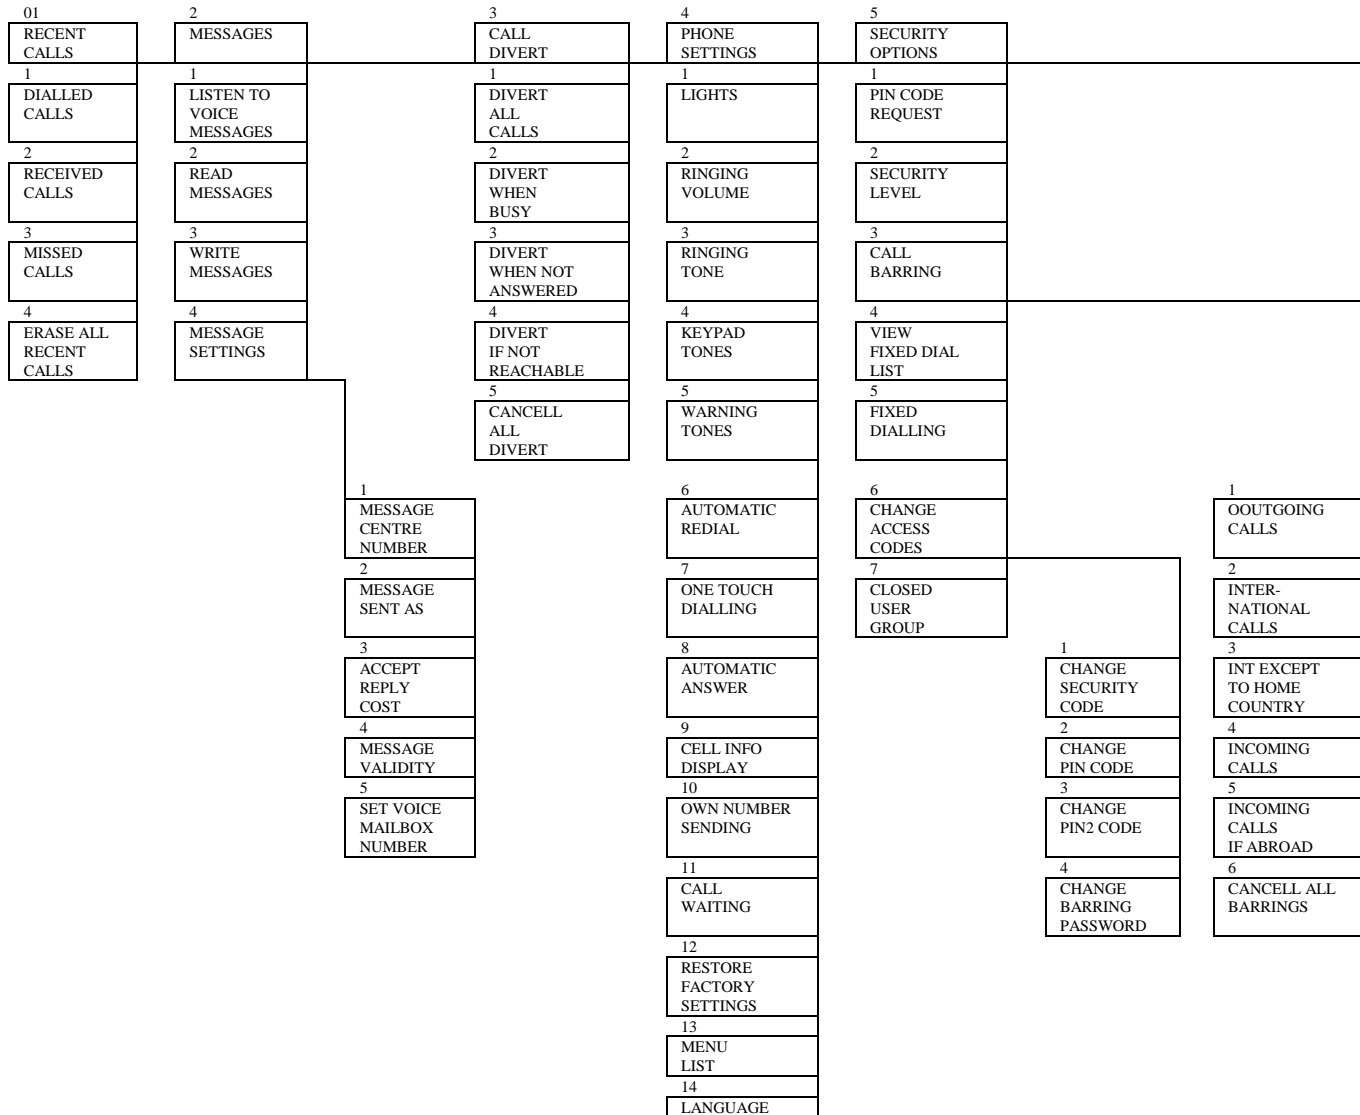 01
RECENT
CALLS
1
DIALLED
CALLS
2
RECEIVED
CALLS
3
MISSED
CALLS
4
ERASE ALL
RECENT
CALLS
2
MESSAGES
1
LISTEN TO
VOICE
MESSAGES
2
READ
MESSAGES
3
WRITE
MESSAGES
4
MESSAGE
SETTINGS
1
MESSAGE
CENTRE
NUMBER
2
MESSAGE
SENT AS
3
ACCEPT
REPLY
COST
4
MESSAGE
VALIDITY
5
SET VOICE
MAILBOX
NUMBER
3
CALL
DIVERT
1
DIVERT
ALL
CALLS
2
DIVERT
WHEN
BUSY
3
DIVERT
WHEN NOT
ANSWERED
4
DIVERT
IF NOT
REACHABLE
5
CANCELL
ALL
DIVERT
4
PHONE
SETTINGS
1
LIGHTS
2
RINGING
VOLUME
3
RINGING
TONE
4
KEYPAD
TONES
5
WARNING
TONES
6
AUTOMATIC
REDIAL
7
ONE TOUCH
DIALLING
8
AUTOMATIC
ANSWER
9
CELL INFO
DISPLAY
10
OWN NUMBER
SENDING
11
CALL
WAITING
12
RESTORE
FACTORY
SETTINGS
13
MENU
LIST
14
LANGUAGE
5
SECURITY
OPTIONS
1
PIN CODE
REQUEST
2
SECURITY
LEVEL
3
CALL
BARRING
4
VIEW
FIXED DIAL
LIST
5
FIXED
DIALLING
6
CHANGE
ACCESS
CODES
7
CLOSED
USER
GROUP
1
CHANGE
SECURITY
CODE
2
CHANGE
PIN CODE
3
CHANGE
PIN2 CODE
4
CHANGE
BARRING
PASSWORD
1
OOUTGOING
CALLS
2
INTER-
NATIONAL
CALLS
3
INT EXCEPT
TO HOME
COUNTRY
4
INCOMING
CALLS
5
INCOMING
CALLS
IF ABROAD
6
CANCELL ALL
BARRINGS